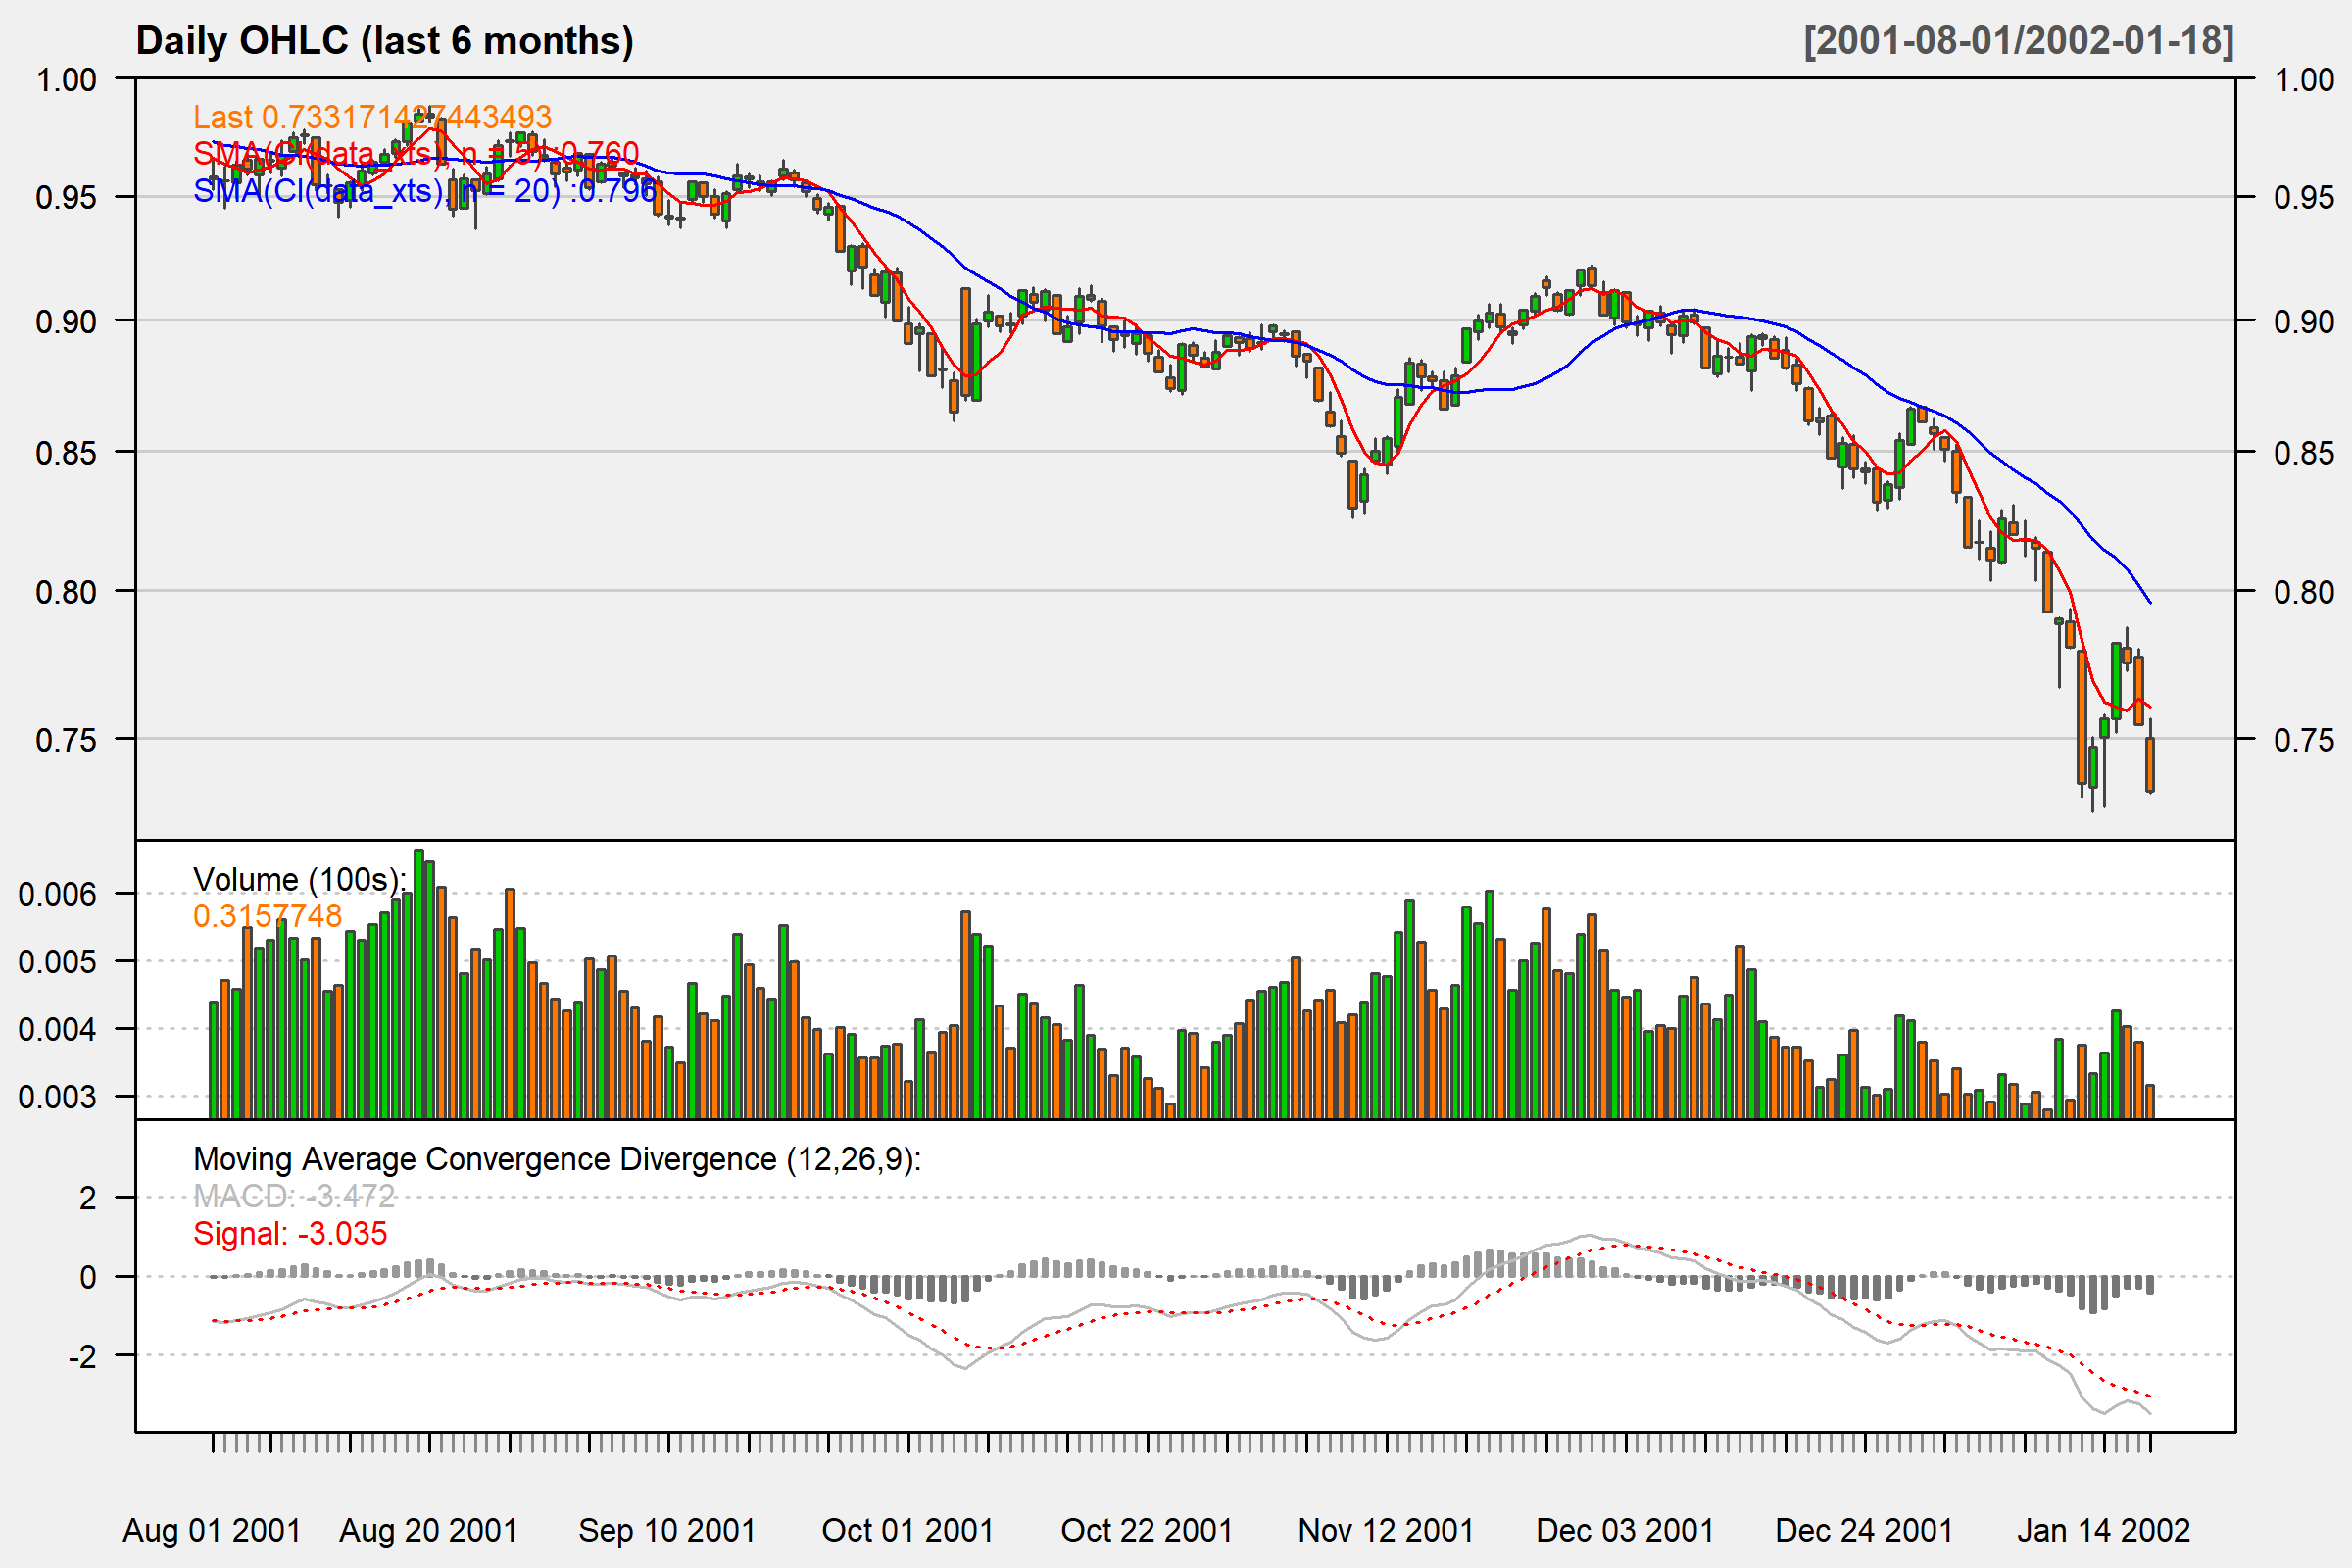 Daily OHLC (last 6 months) [2001-08-01/2002-01-18]
1.00 1.00
Last 0.733171427443493
SMA(Cl(data_xts), n = 5) :0.760
SMA(Cl(data_xts), n = 20) :0.796
0.95 0.95
0.90 0.90
0.85 0.85
0.80 0.80
0.75 0.75
Volume (100s):
0.3157748
0.006
0.005
0.004
0.003
Moving Average Convergence Divergence (12,26,9):
MACD: -3.472
Signal: -3.035
2
0
-2
Aug 01 2001 Aug 20 2001 Sep 10 2001 Oct 01 2001 Oct 22 2001 Nov 12 2001 Dec 03 2001 Dec 24 2001 Jan 14 2002